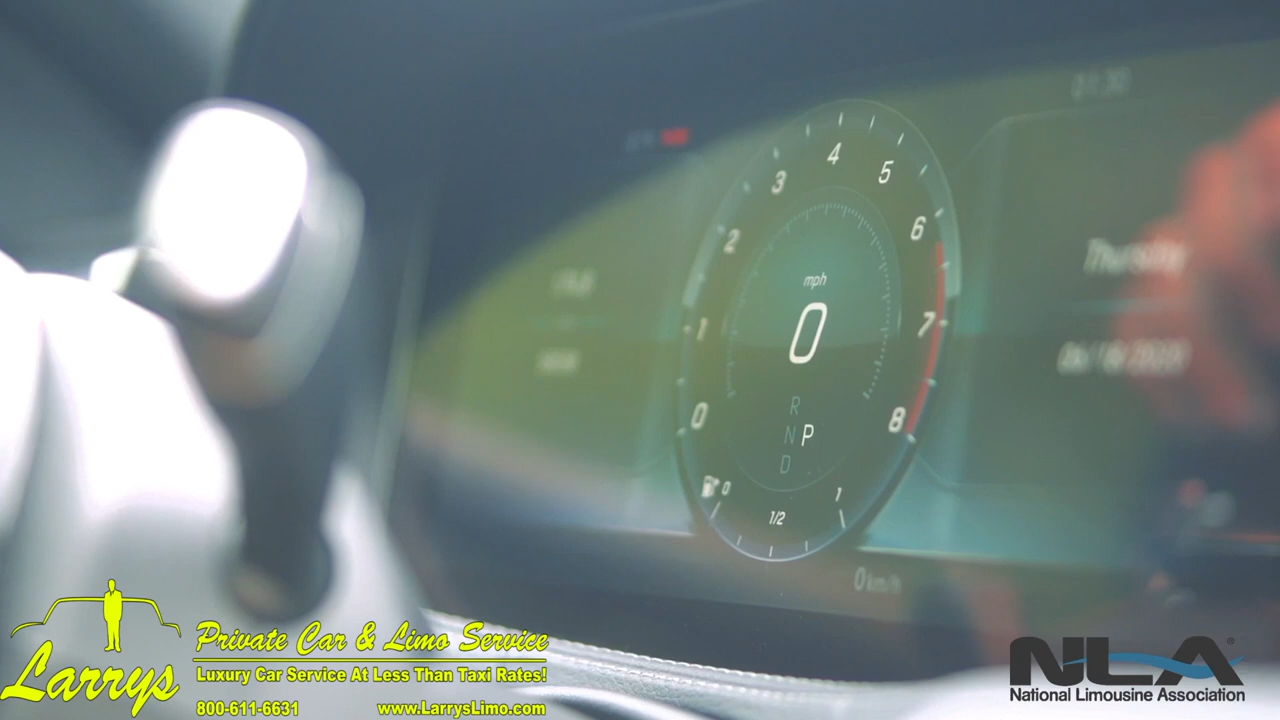 4
5
3
6
2
mph
0
7
1
Thursday
R
0
8
N P
D
0
1
1/2
0 km/h
Larrys
Private Car & Limo Service
Luxury Car Service At Less Than Taxi Rates!
800-611-6631 www.LarrysLimo.com
NLA®
National Limousine Association